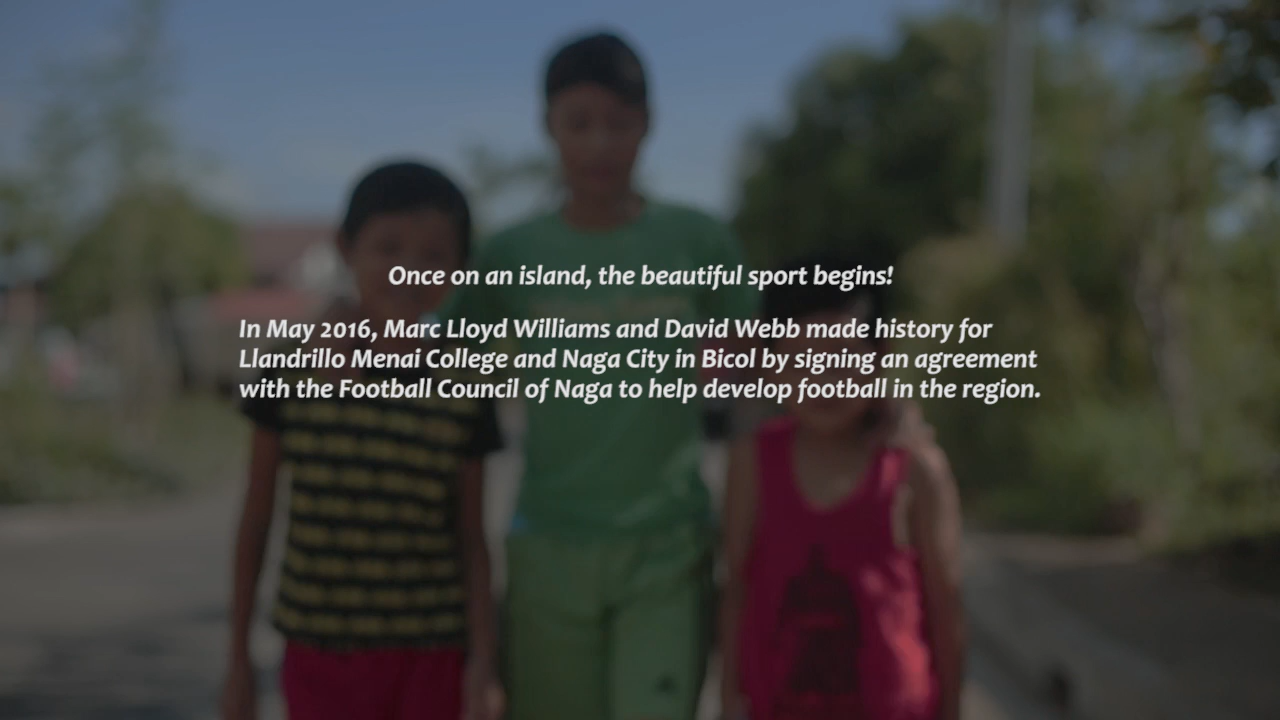 Once on an island, the beautiful sport begins!
In May 2016, Marc Lloyd Williams and David Webb made history for
Llandrillo Menai College and Naga City in Bicol by signing an agreement
with the Football Council of Naga to help develop football in the region.